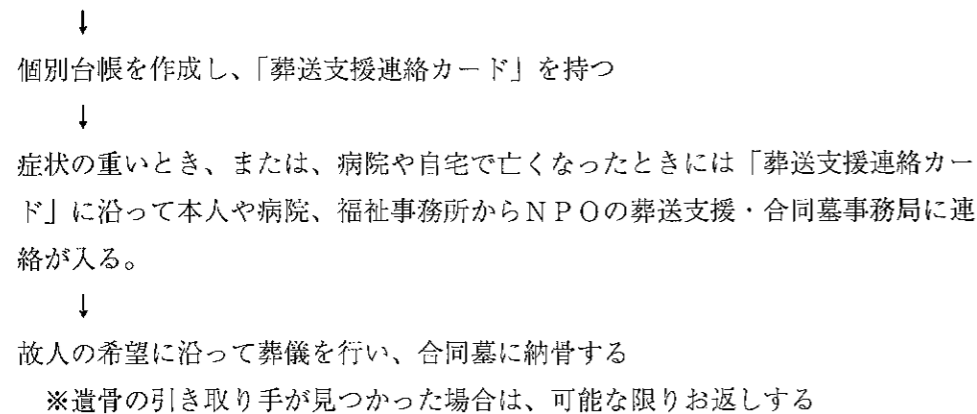 ↓
個別台帳を作成し、「葬送支援連絡カード」を持つ
↓
症状の重いとき、または、病院や自宅で亡くなったときには「葬送支援連絡カー
ド」に沿って本人や病院、福祉事務所からＮＰＯの葬送支援・合同墓事務局に連
絡が入る。
↓
故人の希望に沿って葬儀を行い、合同墓に納骨する
※遺骨の引き取り手が見つかった場合は、可能な限りお返しする